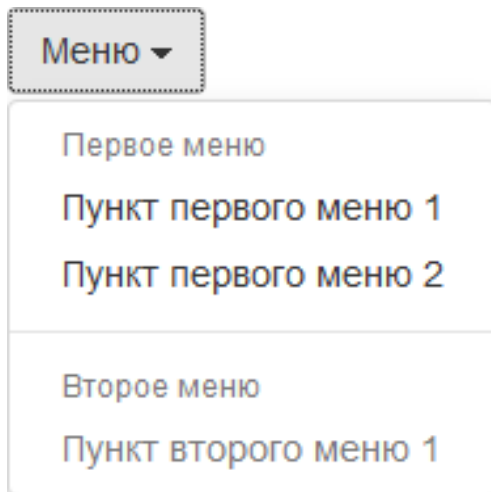 Меню
Первое меню
Пункт первого меню 1
Пункт первого меню 2
Второе меню
Пункт второго меню 1